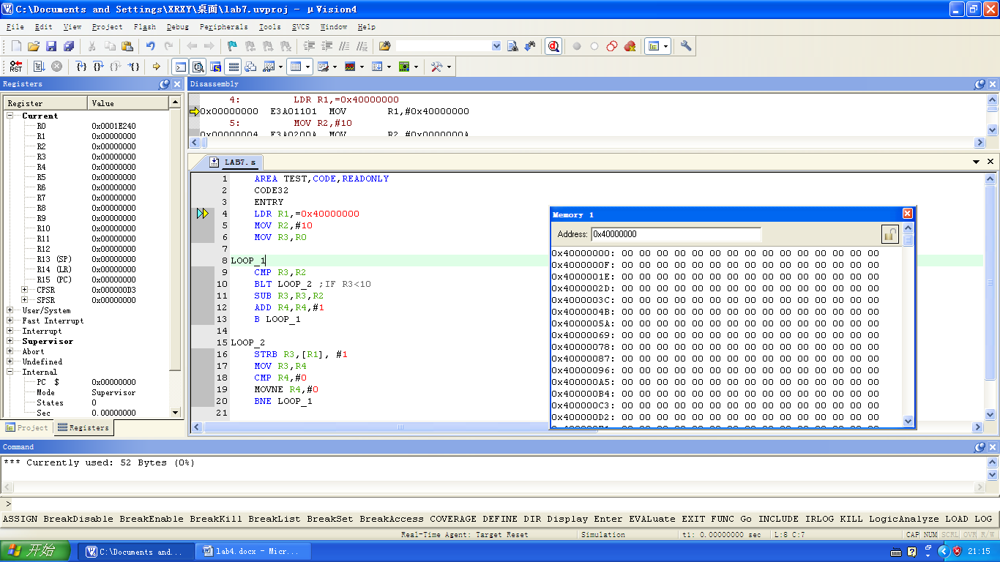 C:\Documents and Settings\XRXY\桌面\lab7.uvproj - µVision4
File Edit View Project Flash Debug Peripherals Tools SVCS Window Help
RST
Registers
Register Value
Current
R0 0x0001E240
R1 0x00000000
R2 0x00000000
R3 0x00000000
R4 0x00000000
R5 0x00000000
R6 0x00000000
R7 0x00000000
R8 0x00000000
R9 0x00000000
R10 0x00000000
R11 0x00000000
R12 0x00000000
R13 (SP) 0x00000000
R14 (LR) 0x00000000
R15 (PC) 0x00000000
CPSR 0x000000D3
SPSR 0x00000000
User/System
Fast Interrupt
Interrupt
Supervisor
Abort
Undefined
Internal
PC $ 0x00000000
Mode Supervisor
States 0
Sec 0.00000000
Project Registers
Disassembly
4: LDR R1,=0x40000000
0x00000000 E3A01101 MOV R1,#0x40000000
5: MOV R2,#10
0x00000004 E3A0200A MOV R2,#0x0000000A
LAB7.s
1 AREA TEST,CODE,READONLY
2 CODE32
3 ENTRY
4 LDR R1,=0x40000000
5 MOV R2,#10
6 MOV R3,R0
7
8 LOOP_1
9 CMP R3,R2
10 BLT LOOP_2 ;IF R3<10
11 SUB R3,R3,R2
12 ADD R4,R4,#1
13 B LOOP_1
14
15 LOOP_2
16 STRB R3,[R1], #1
17 MOV R3,R4
18 CMP R4,#0
19 MOVNE R4,#0
20 BNE LOOP_1
21
Memory 1
Address: 0x40000000
0x40000000: 00 00 00 00 00 00 00 00 00 00 00 00 00 00 00
0x4000000F: 00 00 00 00 00 00 00 00 00 00 00 00 00 00 00
0x4000001E: 00 00 00 00 00 00 00 00 00 00 00 00 00 00 00
0x4000002D: 00 00 00 00 00 00 00 00 00 00 00 00 00 00 00
0x4000003C: 00 00 00 00 00 00 00 00 00 00 00 00 00 00 00
0x4000004B: 00 00 00 00 00 00 00 00 00 00 00 00 00 00 00
0x4000005A: 00 00 00 00 00 00 00 00 00 00 00 00 00 00 00
0x40000069: 00 00 00 00 00 00 00 00 00 00 00 00 00 00 00
0x40000078: 00 00 00 00 00 00 00 00 00 00 00 00 00 00 00
0x40000087: 00 00 00 00 00 00 00 00 00 00 00 00 00 00 00
0x40000096: 00 00 00 00 00 00 00 00 00 00 00 00 00 00 00
0x400000A5: 00 00 00 00 00 00 00 00 00 00 00 00 00 00 00
0x400000B4: 00 00 00 00 00 00 00 00 00 00 00 00 00 00 00
0x400000C3: 00 00 00 00 00 00 00 00 00 00 00 00 00 00 00
0x400000D2: 00 00 00 00 00 00 00 00 00 00 00 00 00 00 00
Command
*** Currently used: 52 Bytes (0%)
>
ASSIGN BreakDisable BreakEnable BreakKill BreakList BreakSet BreakAccess COVERAGE DEFINE DIR Display Enter EVALuate EXIT FUNC Go INCLUDE IRLOG KILL LogicAnalyze LOAD LOG
Real-Time Agent: Target Reset Simulation t1: 0.00000000 sec L:8 C:7 CAP NUM SCRL OVR R/W
开始 C:\Documents and... lab4.docx - Micr... 21:15